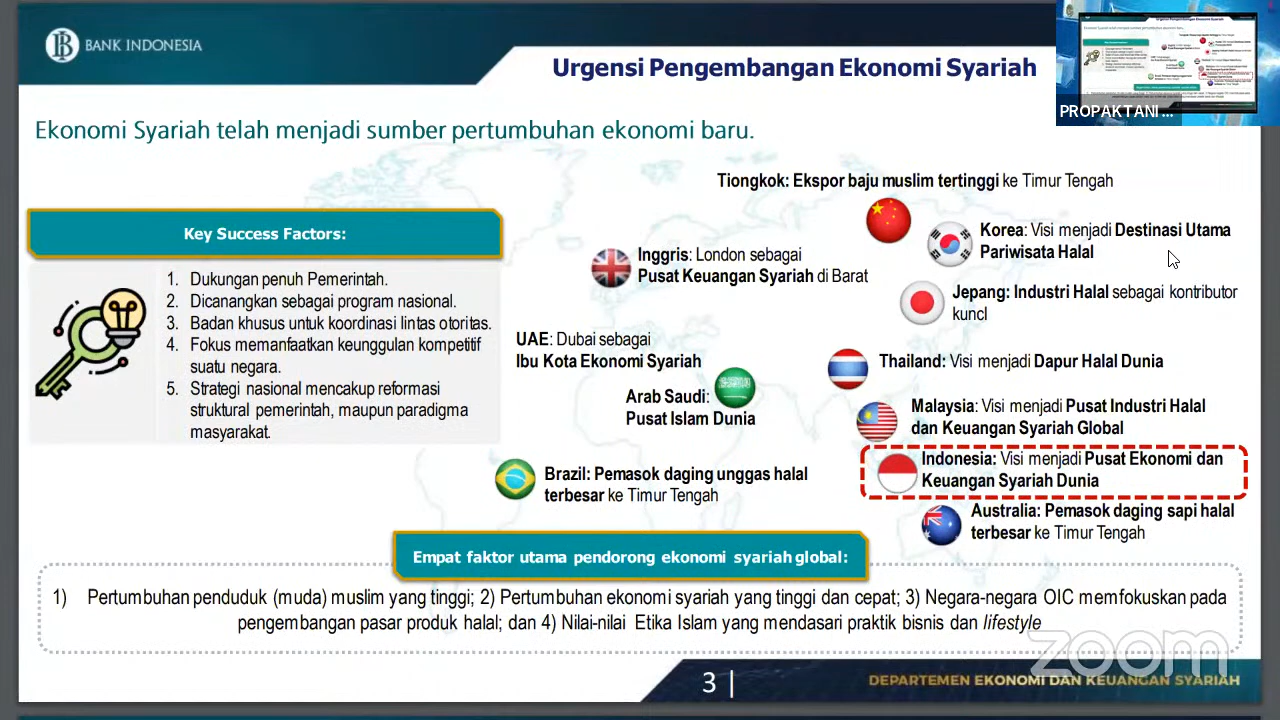 BANK INDONESIA
Urgensi Pengembangan Ekonomi Syariah
PROPAKTANI ...
Ekonomi Syariah telah menjadi sumber pertumbuhan ekonomi baru.
Key Success Factors:
1. Dukungan penuh Pemerintah.
2. Dicanangkan sebagai program nasional.
3. Badan khusus untuk koordinasi lintas otoritas.
4. Fokus memanfaatkan keunggulan kompetitif
suatu negara.
5. Strategi nasional mencakup reformasi
struktural pemerintah, maupun paradigma
masyarakat.
Tiongkok: Ekspor baju muslim tertinggi ke Timur Tengah
Korea: Visi menjadi Destinasi Utama
Pariwisata Halal
Inggris: London sebagai
Pusat Keuangan Syariah di Barat
Jepang: Industri Halal sebagai kontributor
kuncI
UAE: Dubai sebagai
Ibu Kota Ekonomi Syariah
Thailand: Visi menjadi Dapur Halal Dunia
Arab Saudi:
Pusat Islam Dunia
Malaysia: Visi menjadi Pusat Industri Halal
dan Keuangan Syariah Global
Indonesia: Visi menjadi Pusat Ekonomi dan
Keuangan Syariah Dunia
Brazil: Pemasok daging unggas halal
terbesar ke Timur Tengah
Australia: Pemasok daging sapi halal
terbesar ke Timur Tengah
Empat faktor utama pendorong ekonomi syariah global:
1) Pertumbuhan penduduk (muda) muslim yang tinggi; 2) Pertumbuhan ekonomi syariah yang tinggi dan cepat; 3) Negara-negara OIC memfokuskan pada
pengembangan pasar produk halal; dan 4) Nilai-nilai Etika Islam yang mendasari praktik bisnis dan lifestyle
zoom
3 |
DEPARTEMEN EKONOMI DAN KEUANGAN SYARIAH